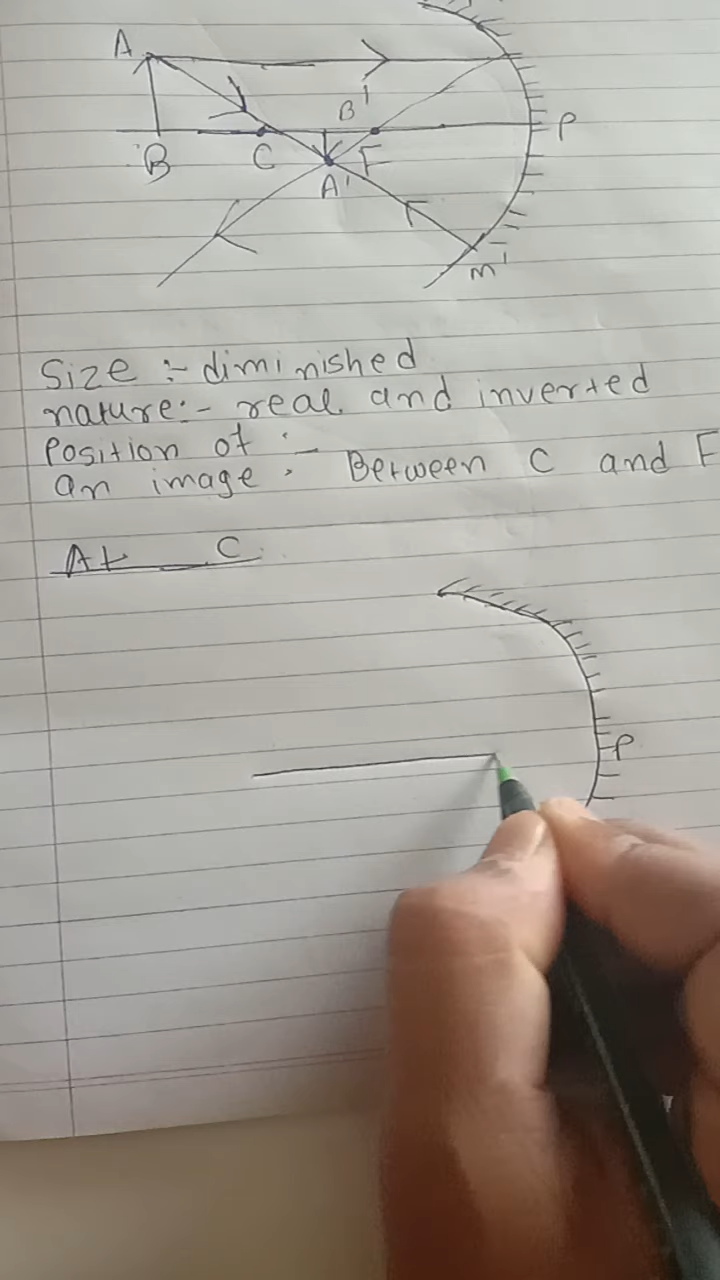 A
B'
P
B
C
F
A'
m'
Size :- diminished
nature:- real and inverted
Position of :-
an image : Between C and F
At C
P